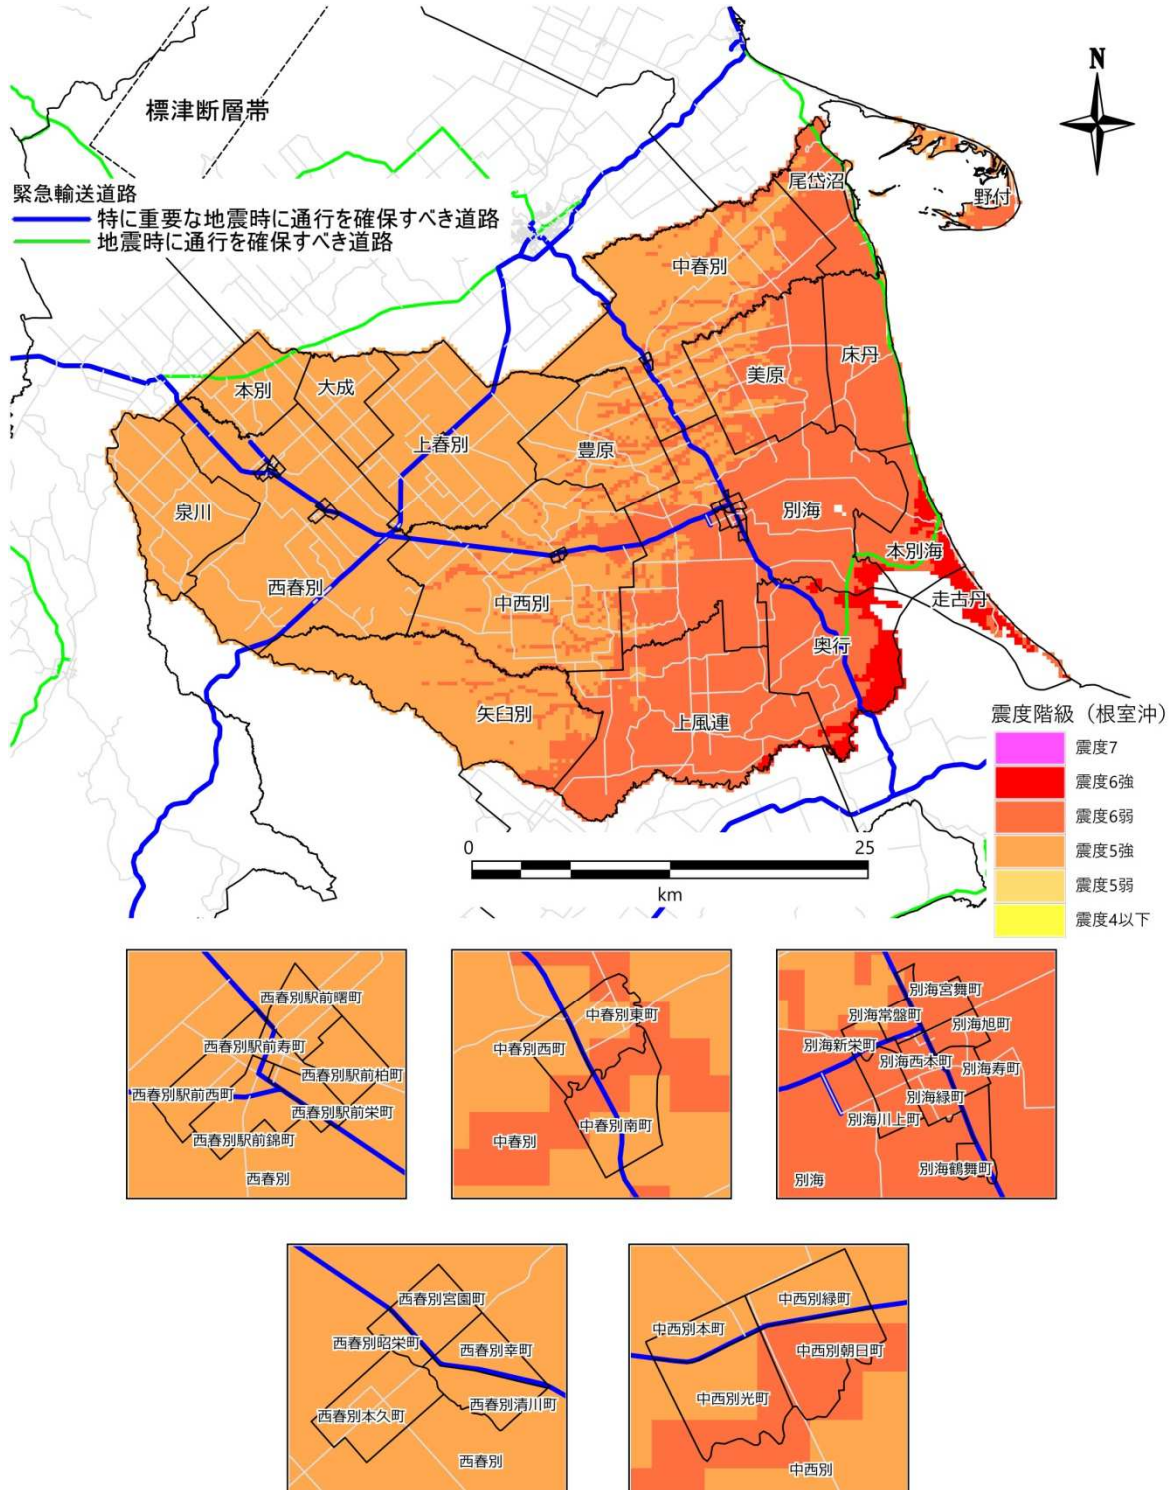 N
標津断層帯
緊急輸送道路
特に重要な地震時に通行を確保すべき道路
地震時に通行を確保すべき道路
尾岱沼
野付
中春別
床丹
美原
本別
大成
上春別
豊原
泉川
別海
本別海
西春別
中西別
走古丹
奥行
矢臼別
上風連
震度階級（根室沖）
震度7
震度6強
震度6弱
震度5強
震度5弱
震度4以下
0
25
km
西春別駅前曙町
西春別駅前寿町
西春別駅前柏町
西春別駅前西町
西春別駅前栄町
西春別駅前錦町
西春別
中春別東町
中春別西町
中春別南町
中春別
別海宮舞町
別海常盤町
別海旭町
別海新栄町
別海西本町
別海寿町
別海緑町
別海川上町
別海鶴舞町
別海
西春別宮園町
西春別昭栄町
西春別幸町
西春別清川町
西春別本久町
西春別
中西別緑町
中西別本町
中西別朝日町
中西別光町
中西別